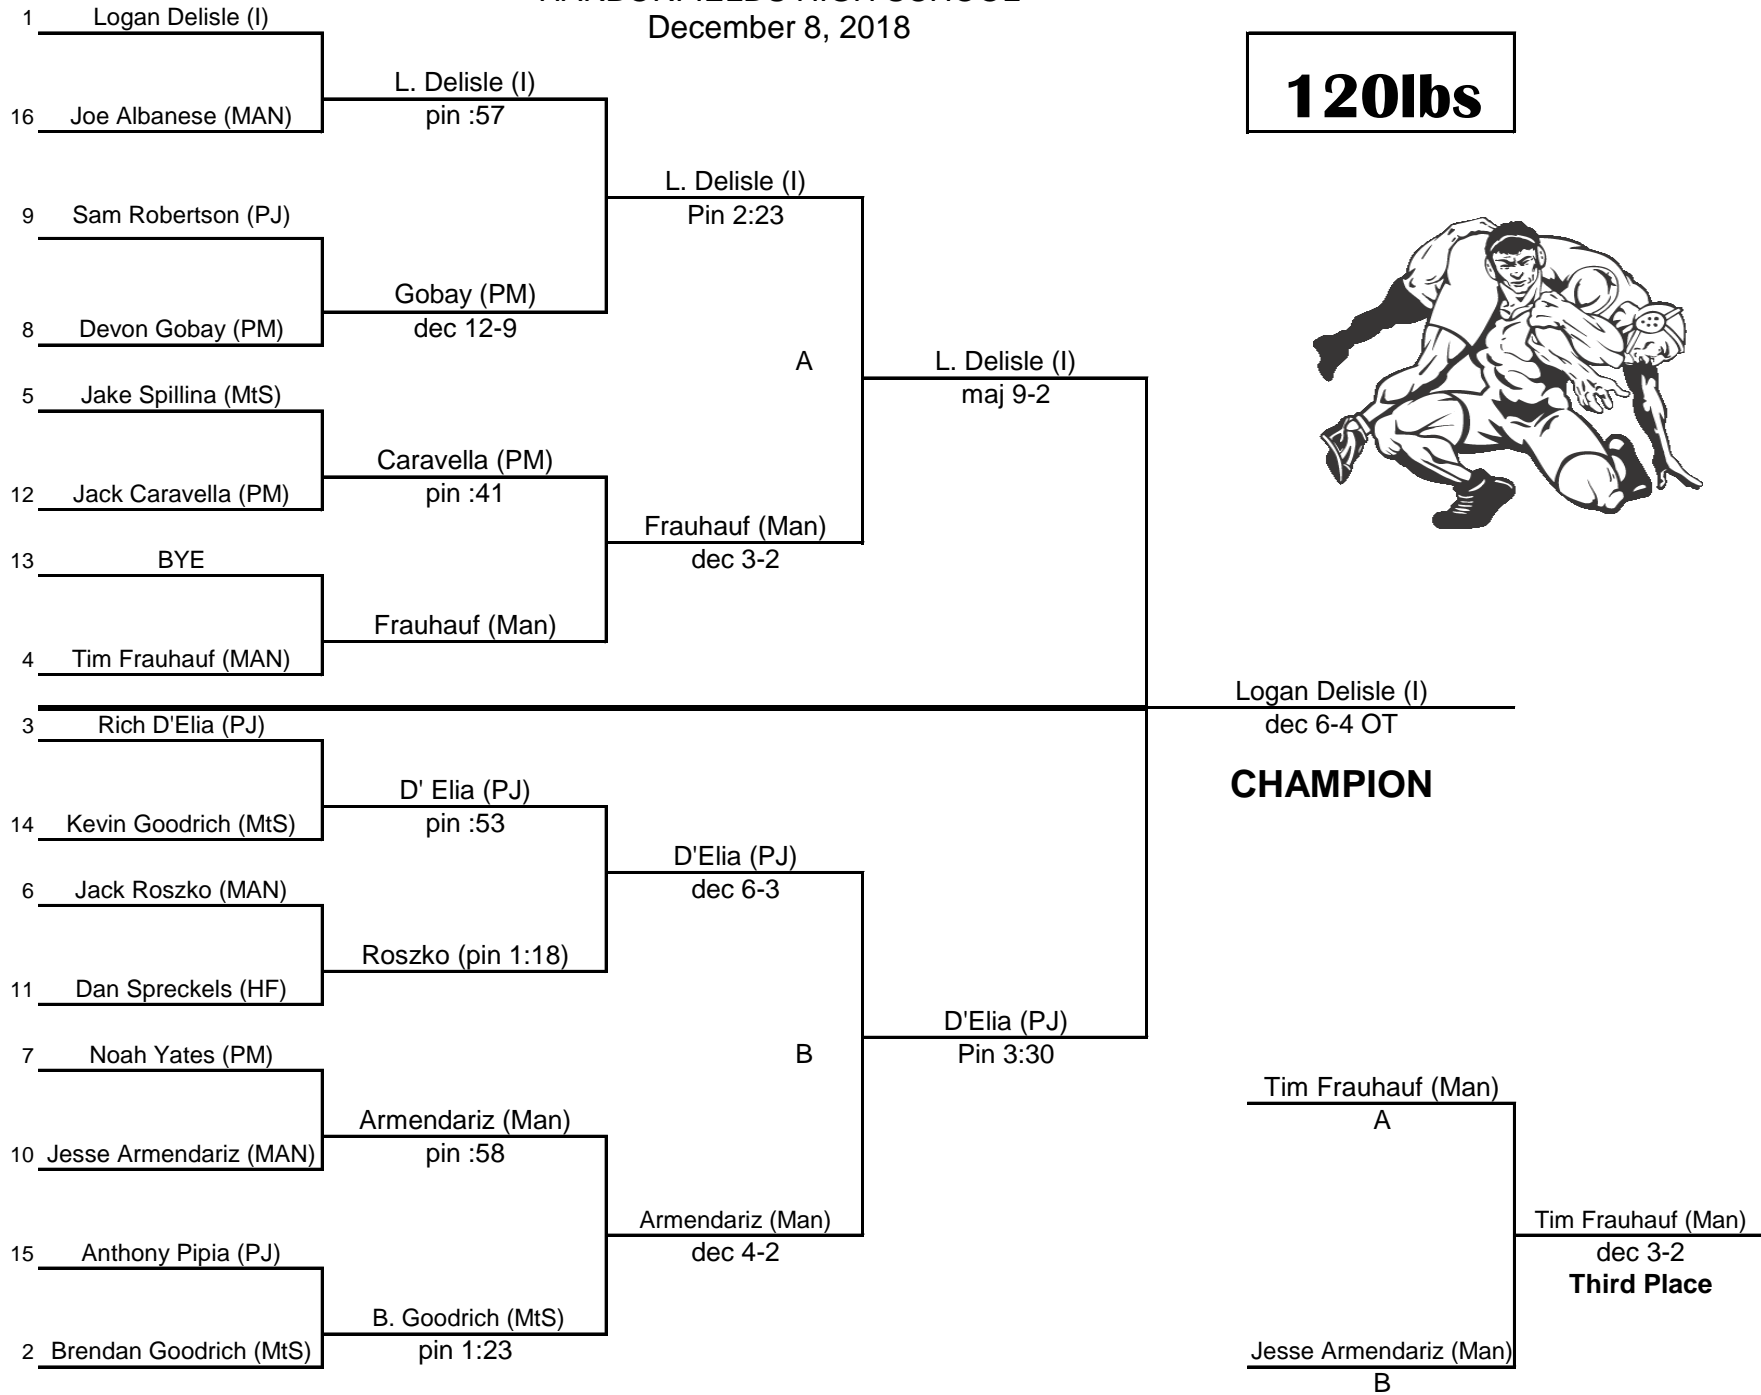 December 8, 2018
120lbs
1 Logan Delisle (I)
L. Delisle (I)
pin :57
16 Joe Albanese (MAN)
L. Delisle (I)
Pin 2:23
9 Sam Robertson (PJ)
Gobay (PM)
dec 12-9
8 Devon Gobay (PM)
A
L. Delisle (I)
maj 9-2
5 Jake Spillina (MtS)
Caravella (PM)
pin :41
12 Jack Caravella (PM)
Frauhauf (Man)
dec 3-2
13 BYE
Frauhauf (Man)
4 Tim Frauhauf (MAN)
Logan Delisle (I)
dec 6-4 OT
CHAMPION
3 Rich D'Elia (PJ)
D' Elia (PJ)
pin :53
14 Kevin Goodrich (MtS)
D'Elia (PJ)
dec 6-3
6 Jack Roszko (MAN)
Roszko (pin 1:18)
11 Dan Spreckels (HF)
D'Elia (PJ)
B
Pin 3:30
7 Noah Yates (PM)
Armendariz (Man)
pin :58
10 Jesse Armendariz (MAN)
Armendariz (Man)
dec 4-2
15 Anthony Pipia (PJ)
B. Goodrich (MtS)
pin 1:23
2 Brendan Goodrich (MtS)
Tim Frauhauf (Man)
A
Tim Frauhauf (Man)
dec 3-2
Third Place
Jesse Armendariz (Man)
B